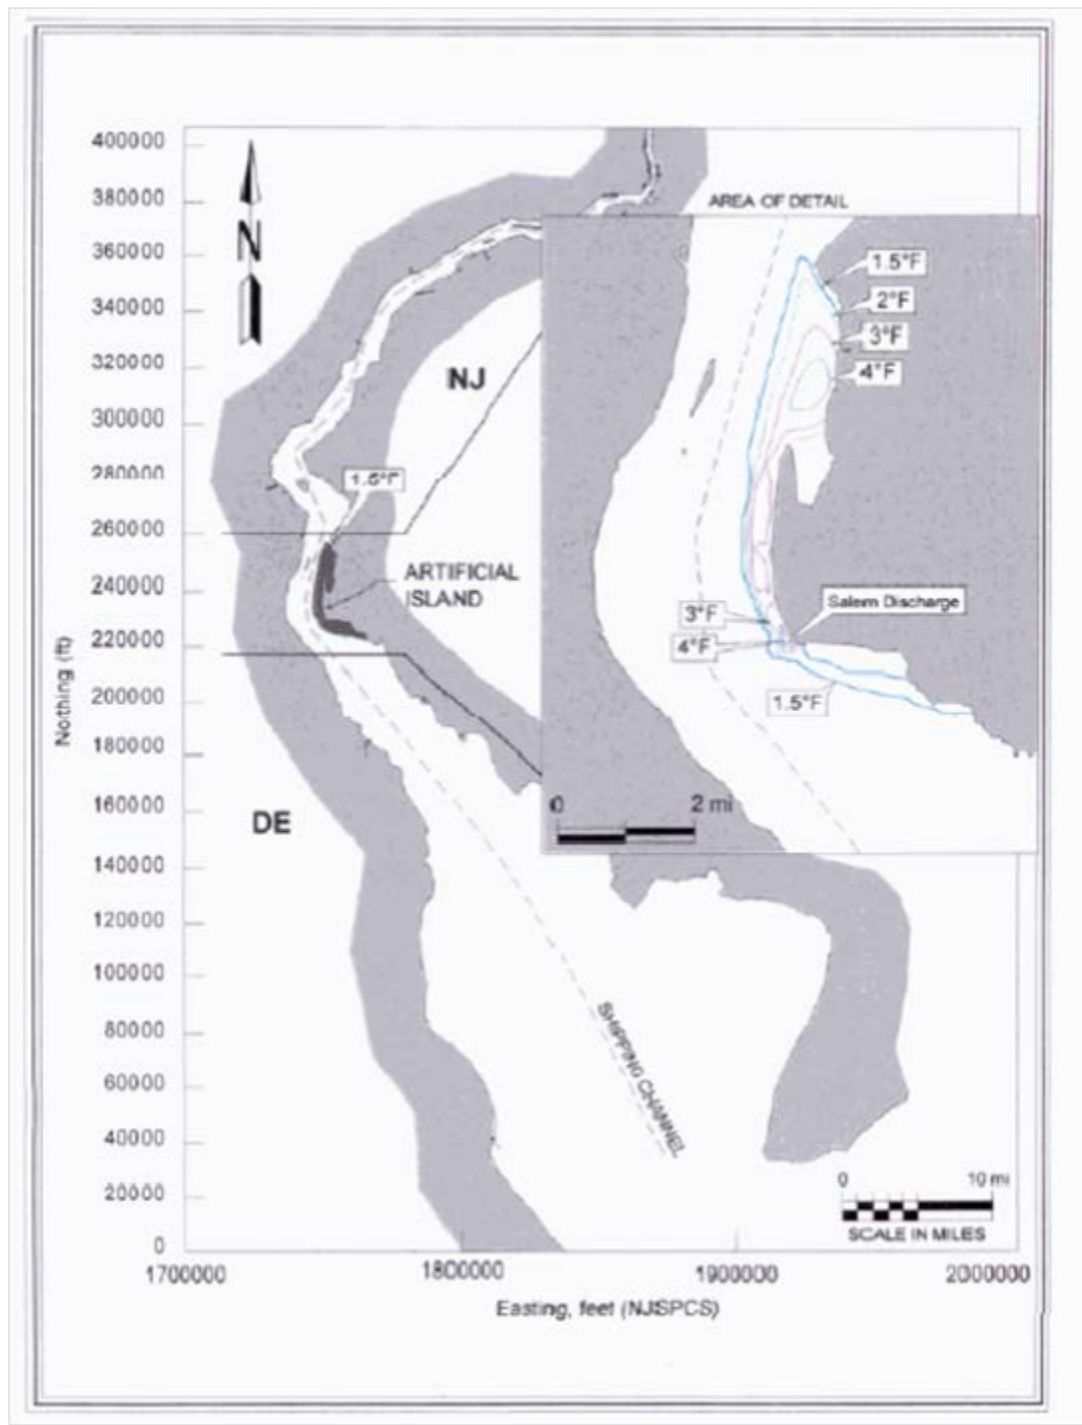 400000
380000
360000
340000
320000
300000
280000
260000
240000
220000
200000
180000
160000
140000
120000
100000
80000
60000
40000
20000
0
Nothing (ft)
N
NJ
1.5°F
ARTIFICIAL
ISLAND
DE
SHIPPING CHANNEL
AREA OF DETAIL
1.5°F
2°F
3°F
4°F
Salem Discharge
3°F
4°F
1.5°F
0 2 mi
0 10 mi
SCALE IN MILES
1700000 1800000 1900000 2000000
Easting, feet (NJSPCS)